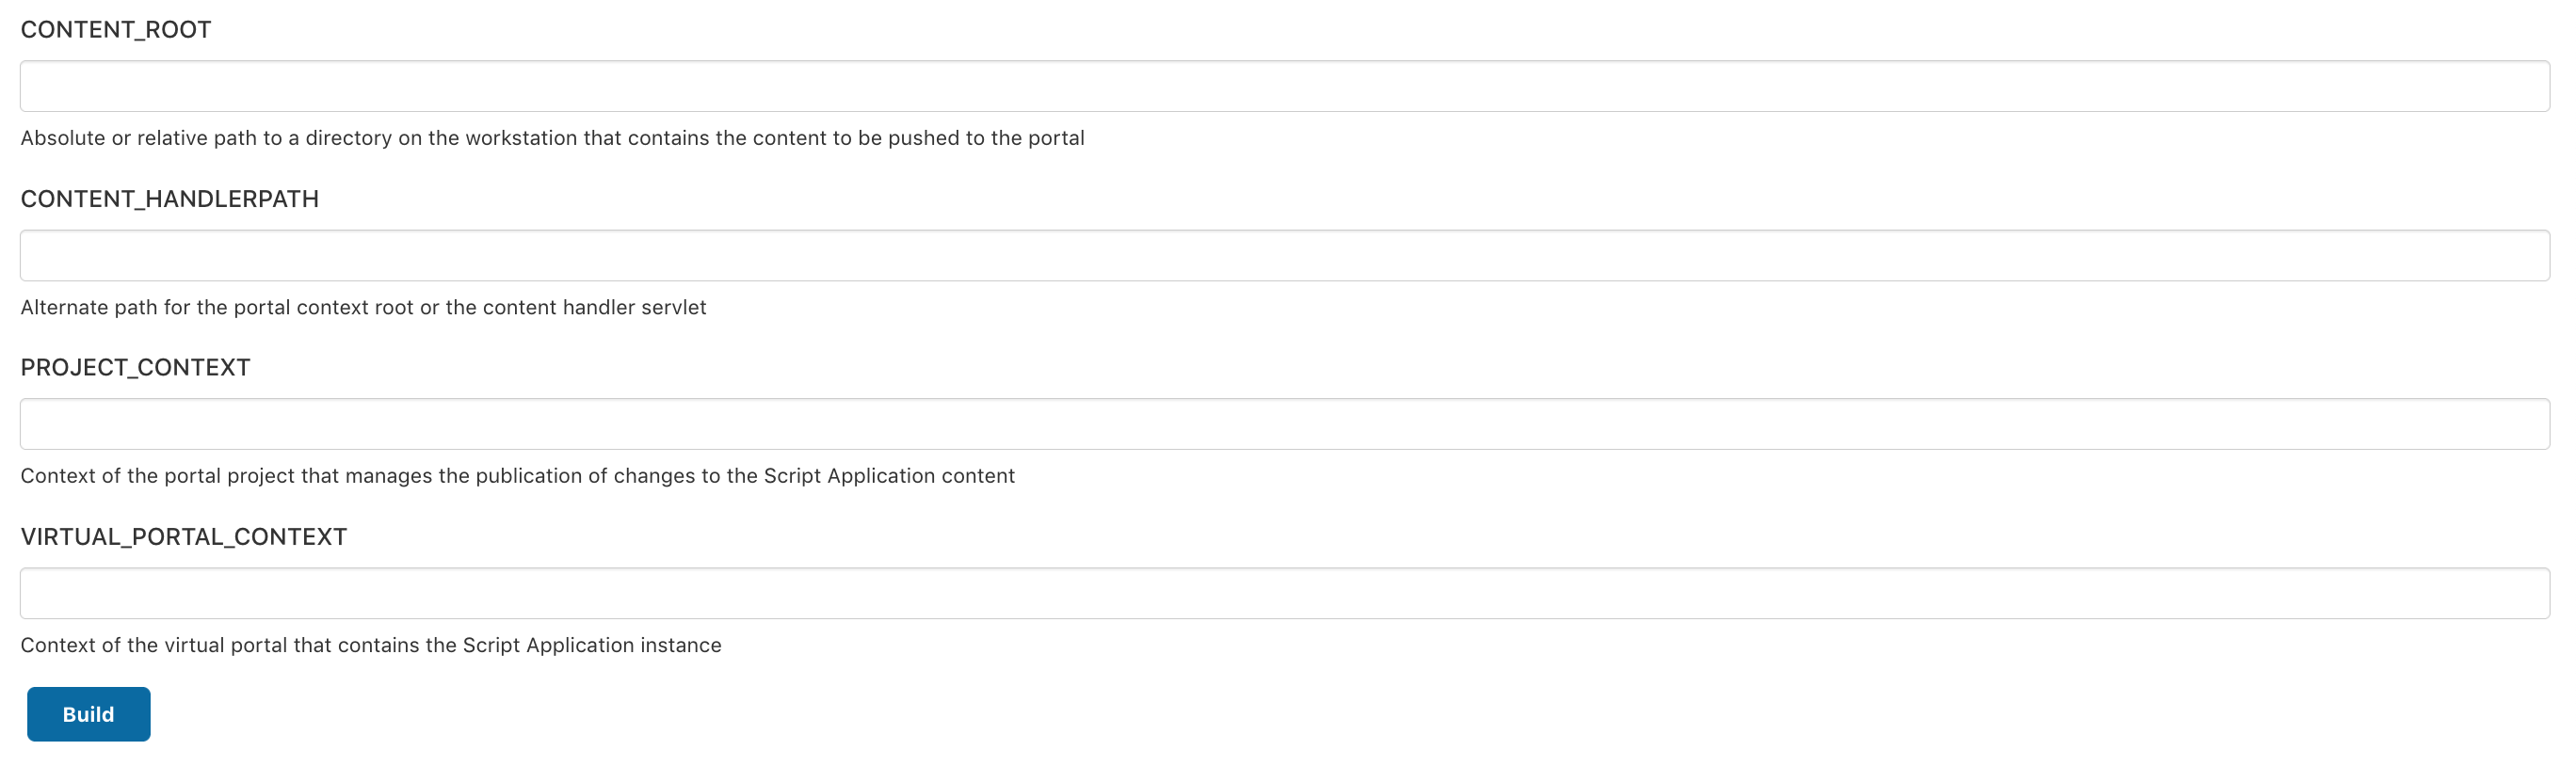 CONTENT_ROOT
Absolute or relative path to a directory on the workstation that contains the content to be pushed to the portal
CONTENT_HANDLERPATH
Alternate path for the portal context root or the content handler servlet
PROJECT_CONTEXT
Context of the portal project that manages the publication of changes to the Script Application content
VIRTUAL_PORTAL_CONTEXT
Context of the virtual portal that contains the Script Application instance
Build